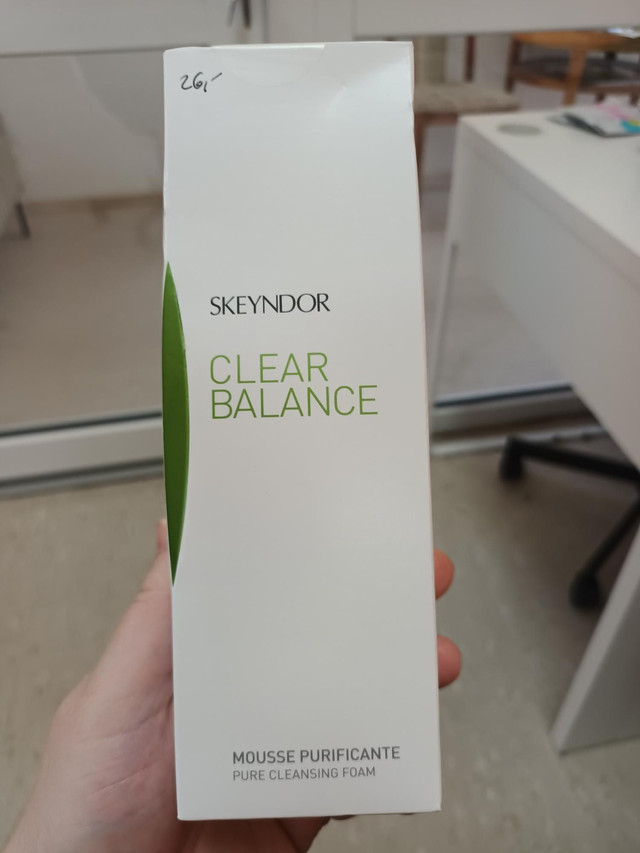 26,-
SKEYNDOR
CLEAR
BALANCE
MOUSSE PURIFICANTE
PURE CLEANSING FOAM